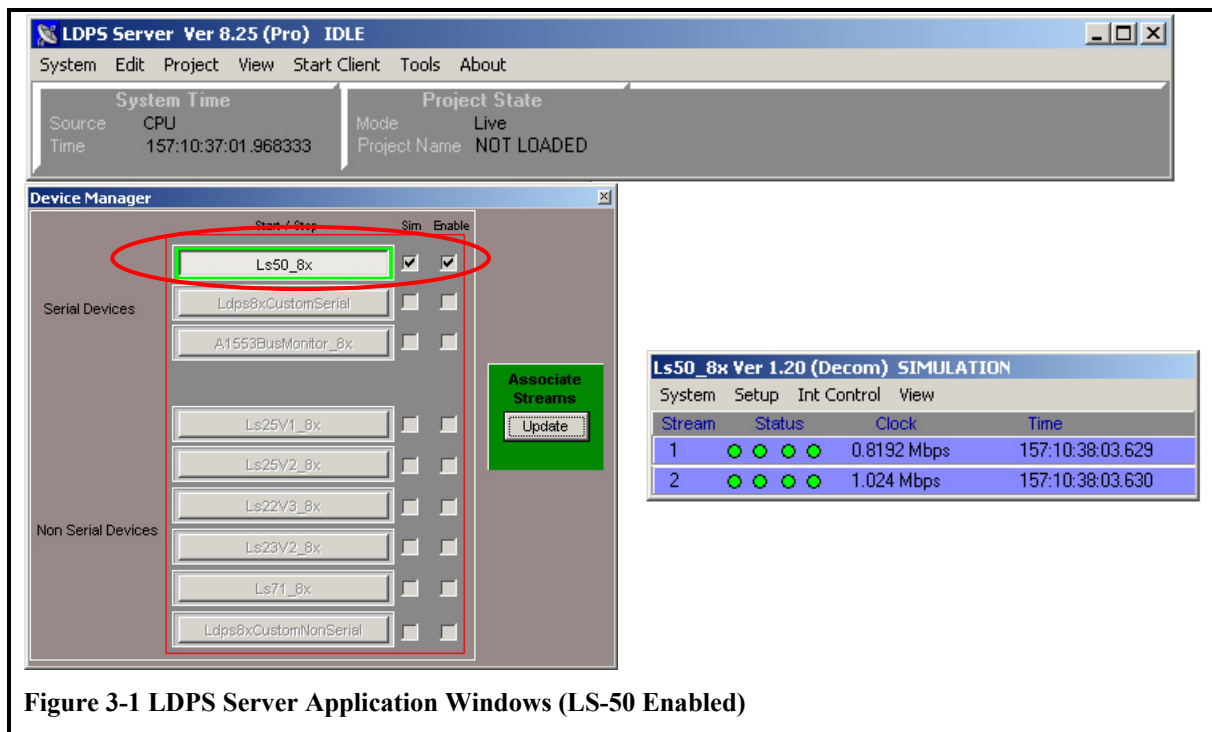 LDPS Server Ver 8.25 (Pro) IDLE
System Edit Project View Start Client Tools About
System Time
Source CPU
Time 157:10:37:01.968333
Project State
Mode Live
Project Name NOT LOADED
Device Manager
Start / Stop Sim Enable
Serial Devices
Ls50_8x
Ldps8xCustomSerial
A1553BusMonitor_8x
Non Serial Devices
Ls25V1_8x
Ls25V2_8x
Ls22V3_8x
Ls23V2_8x
Ls71_8x
Ldps8xCustomNonSerial
Associate
Streams
Update
Ls50_8x Ver 1.20 (Decom) SIMULATION
System Setup Int Control View
Stream Status Clock Time
1 0.8192 Mbps 157:10:38:03.629
2 1.024 Mbps 157:10:38:03.630
Figure 3-1 LDPS Server Application Windows (LS-50 Enabled)